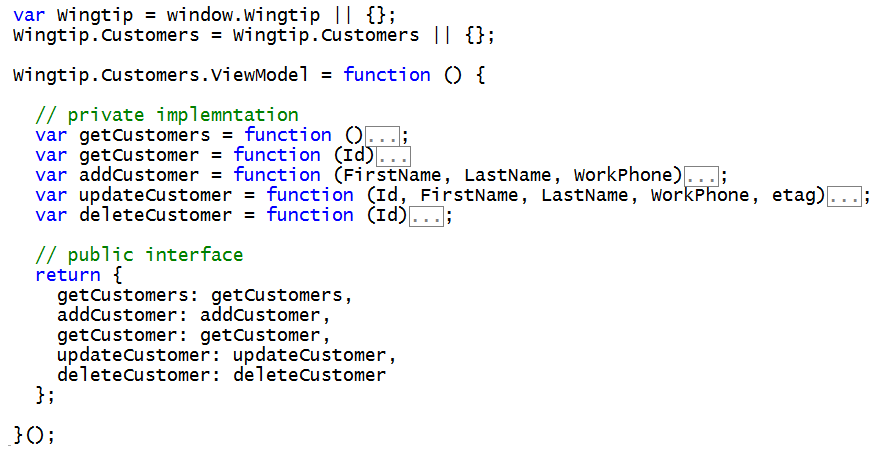 var Wingtip = window.Wingtip || {};
Wingtip.Customers = Wingtip.Customers || {};
Wingtip.Customers.ViewModel = function () {
// private implemntation
var getCustomers = function ()...;
var getCustomer = function (Id)...
var addCustomer = function (FirstName, LastName, WorkPhone)...;
var updateCustomer = function (Id, FirstName, LastName, WorkPhone, etag)...;
var deleteCustomer = function (Id)...;
// public interface
return {
getCustomers: getCustomers,
addCustomer: addCustomer,
getCustomer: getCustomer,
updateCustomer: updateCustomer,
deleteCustomer: deleteCustomer
};
}();